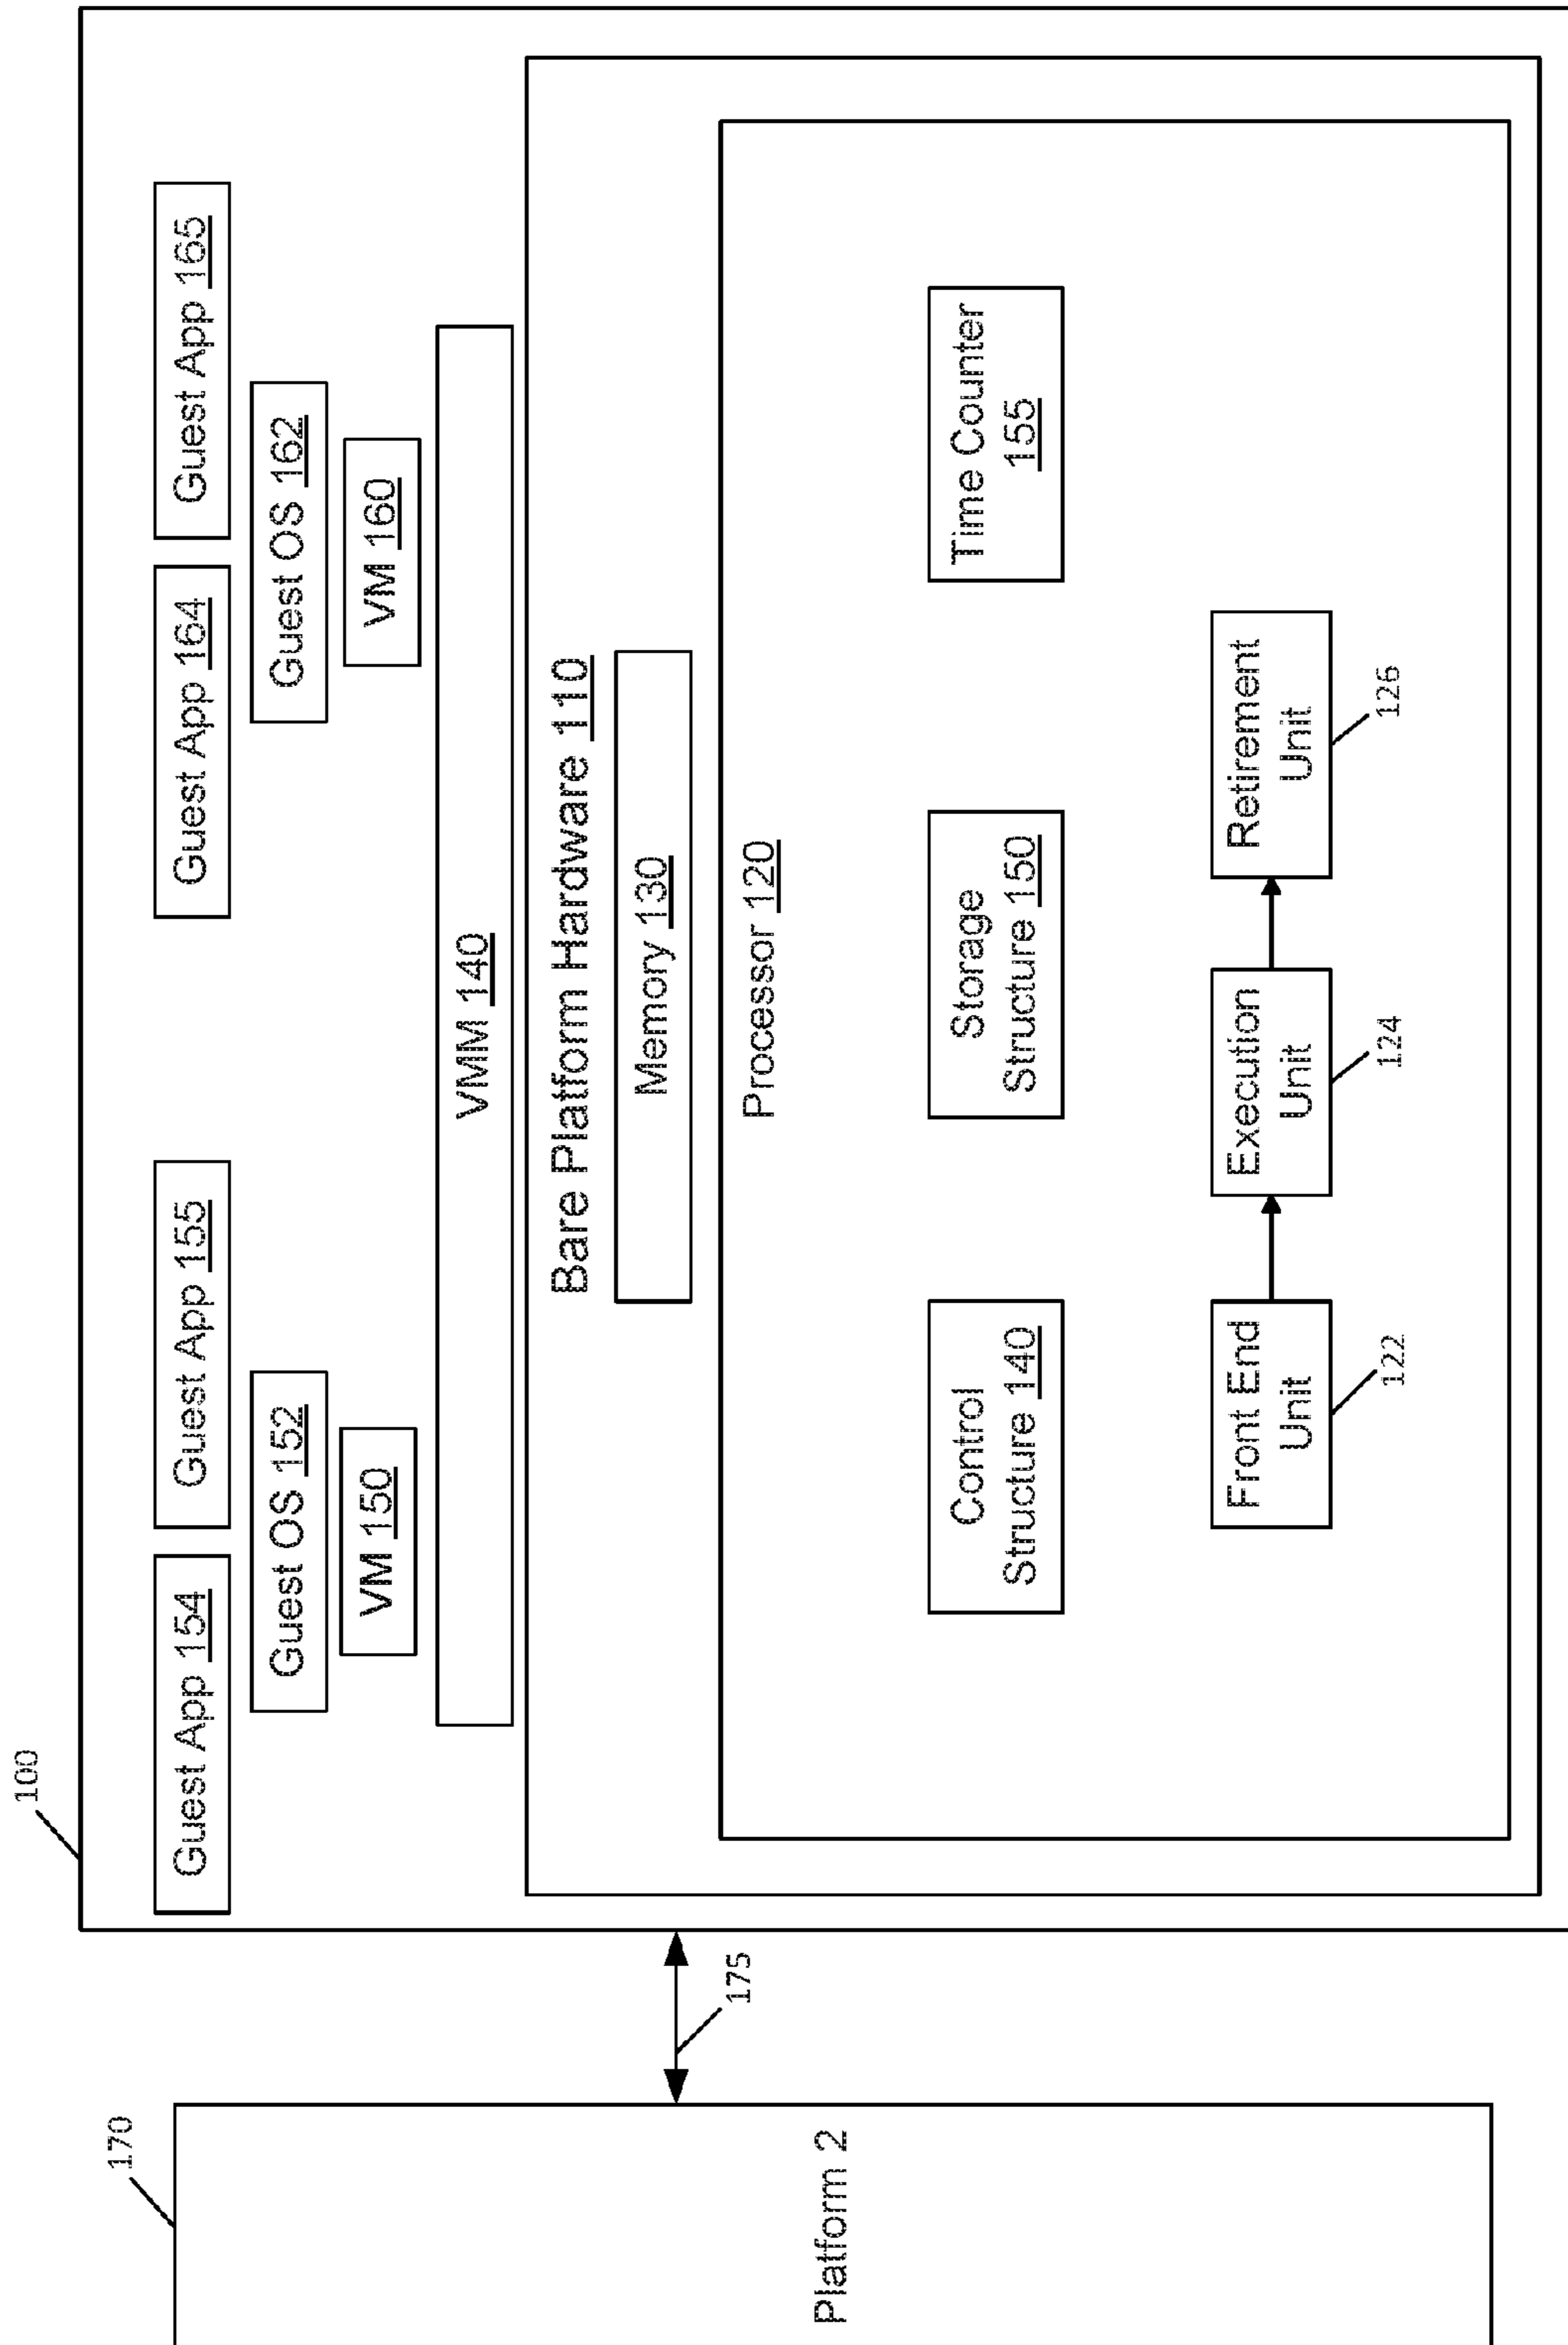 100
Guest App 154
Guest App 155
Guest App 164
Guest App 165
Guest OS 152
Guest OS 162
VM 150
VM 160
VMM 140
Bare Platform Hardware 110
Memory 130
Processor 120
Control
Structure 140
Storage
Structure 150
Time Counter
155
Front End
Unit
122
Execution
Unit
124
Retirement
Unit
126
170
175
Platform 2